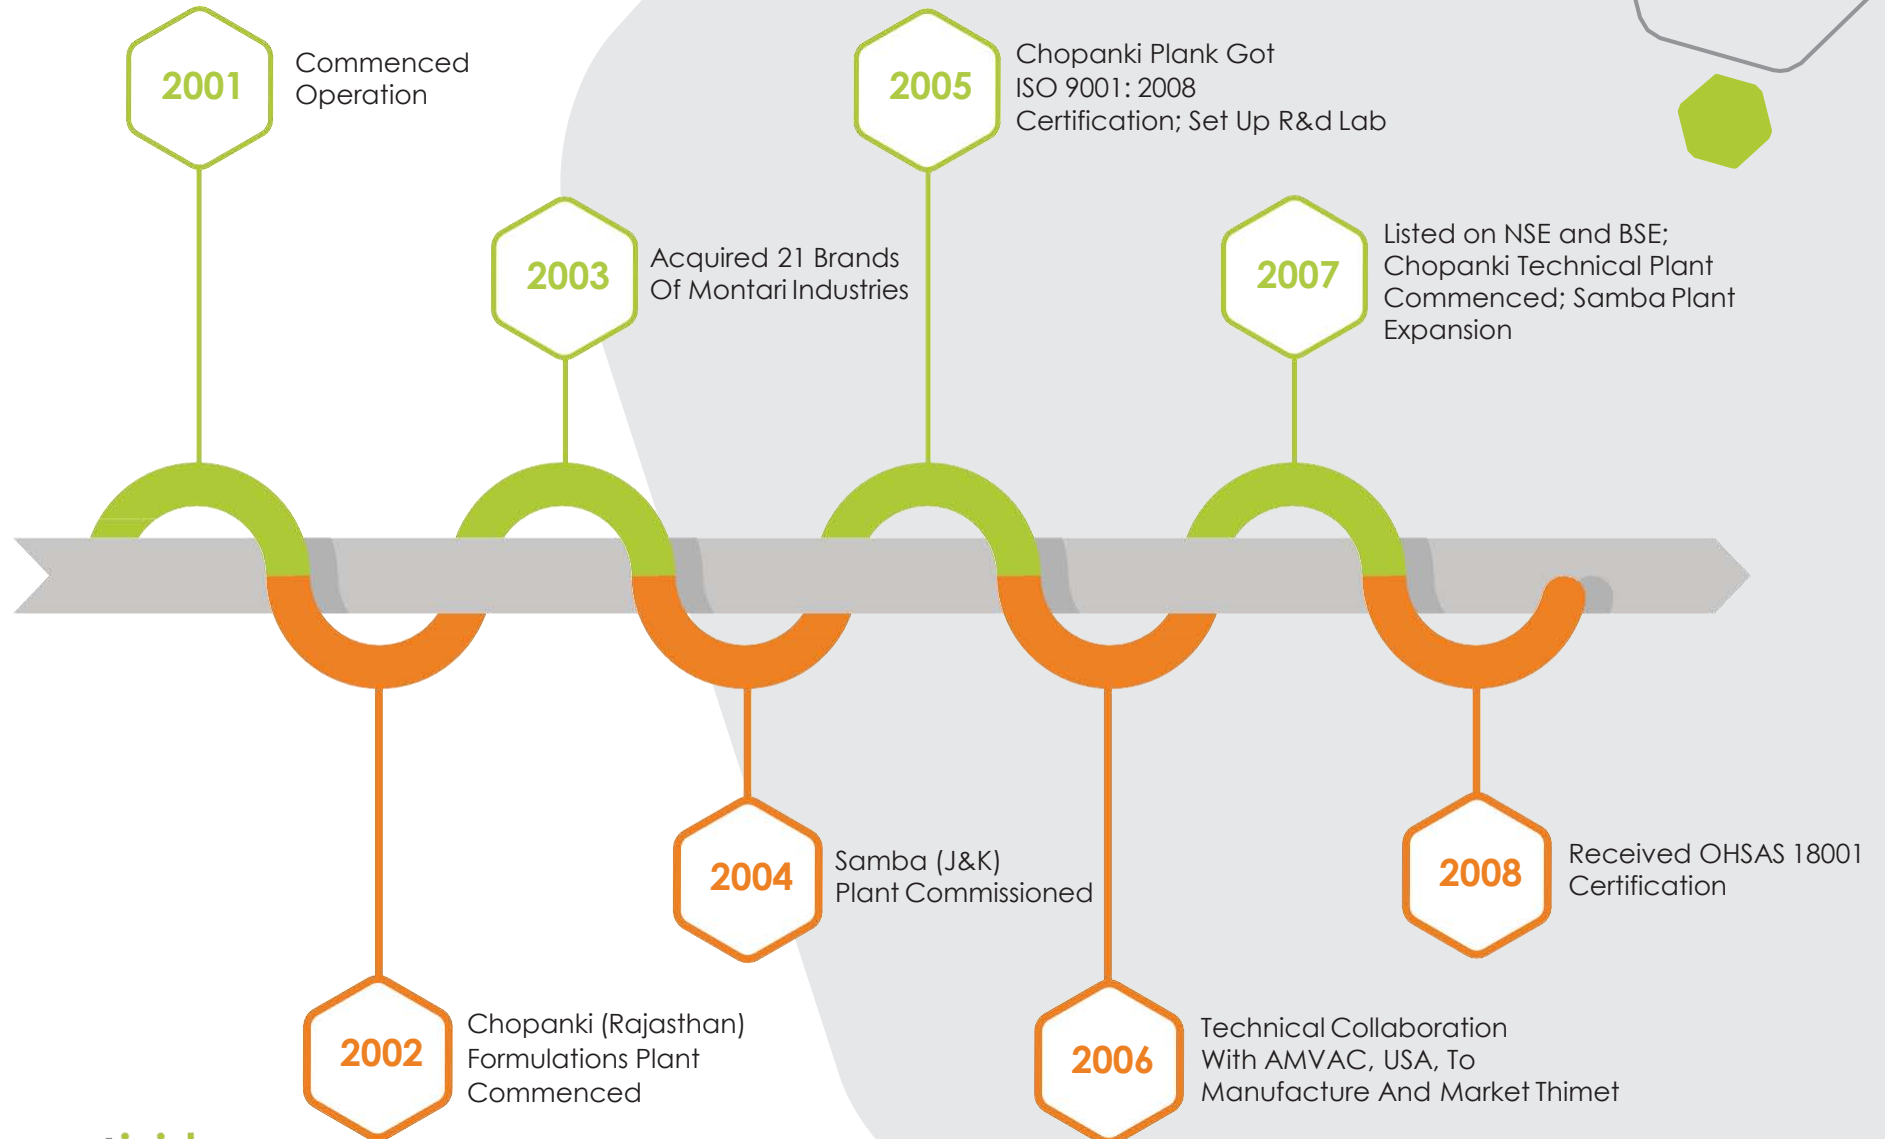 2001
Commenced
Operation
2005
Chopanki Plank Got
ISO 9001: 2008
Certification; Set Up R&d Lab
2003
Acquired 21 Brands
Of Montari Industries
2007
Listed on NSE and BSE;
Chopanki Technical Plant
Commenced; Samba Plant
Expansion
2004
Samba (J&K)
Plant Commissioned
2008
Received OHSAS 18001
Certification
2002
Chopanki (Rajasthan)
Formulations Plant
Commenced
2006
Technical Collaboration
With AMVAC, USA, To
Manufacture And Market Thimet